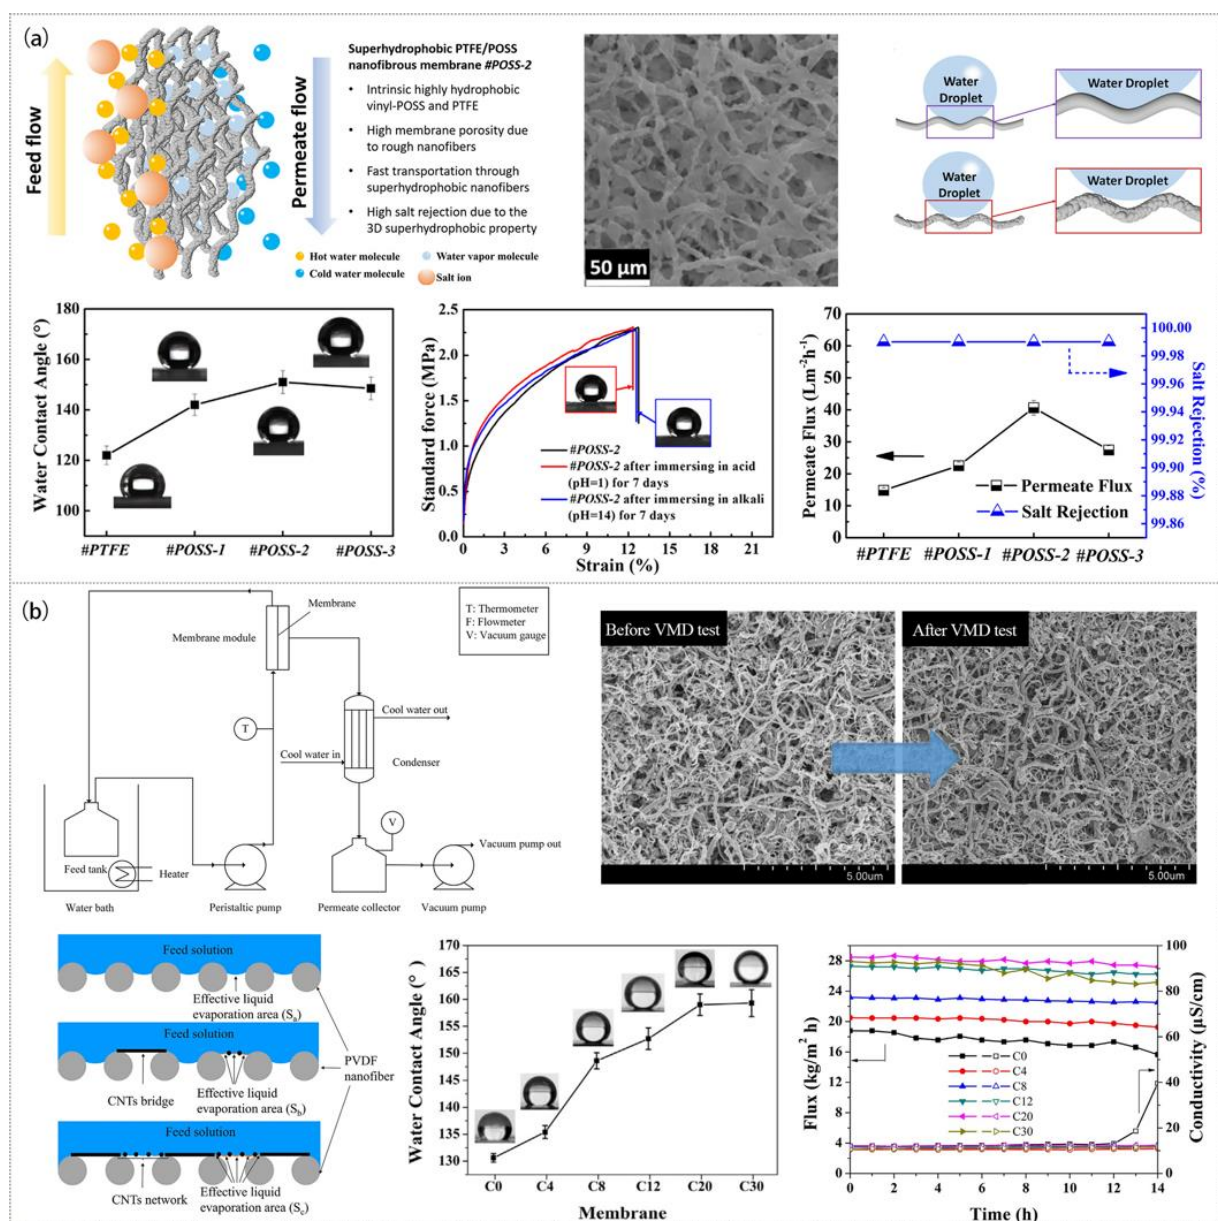 (a)
Feed flow
Permeate flow
Superhydrophobic PTFE/POSS
nanofibrous membrane #POSS-2
• Intrinsic highly hydrophobic
vinyl-POSS and PTFE
• High membrane porosity due
to rough nanofibers
• Fast transportation through
superhydrophobic nanofibers
• High salt rejection due to the
3D superhydrophobic property
Hot water molecule
Water vapor molecule
Cold water molecule
Salt ion
50 μm
Water
Droplet
Water Droplet
Water
Droplet
Water Droplet
Water Contact Angle (°)
180
160
140
120
100
#PTFE
#POSS-1
#POSS-2
#POSS-3
Standard force (MPa)
2.5
2.0
1.5
1.0
0.5
0.0
#POSS-2
#POSS-2 after immersing in acid
(pH=1) for 7 days
#POSS-2 after immersing in alkali
(pH=14) for 7 days
0 3 6 9 12 15 18 21
Strain (%)
Permeate Flux (Lm-2h-1)
70
60
50
40
30
20
10
0
100.00
99.98
99.96
99.94
99.92
99.90
99.88
99.86
Salt Rejection (%)
Permeate Flux
Salt Rejection
#PTFE
#POSS-1
#POSS-2
#POSS-3
(b)
Membrane
Membrane module
T: Thermometer
F: Flowmeter
V: Vacuum gauge
T
Cool water out
Cool water in
Condenser
V
Vacuum pump out
Feed tank
Heater
Water bath
Peristaltic pump
Permeate collector
Vacuum pump
Before VMD test
After VMD test
5.00um
5.00um
Feed solution
Effective liquid
evaporation area (Sa)
Feed solution
CNTs bridge
Effective liquid
evaporation area (Sb)
PVDF
nanofiber
Feed solution
CNTs network
Effective liquid
evaporation area (Sc)
Water Contact Angle (°)
170
165
160
155
150
145
140
135
130
C0 C4 C8 C12 C20 C30
Membrane
Flux (kg/m2 h)
28
24
20
16
12
8
4
0
C0
C4
C8
C12
C20
C30
100
80
60
40
20
0
Conductivity (μS/cm)
0 2 4 6 8 10 12 14
Time (h)